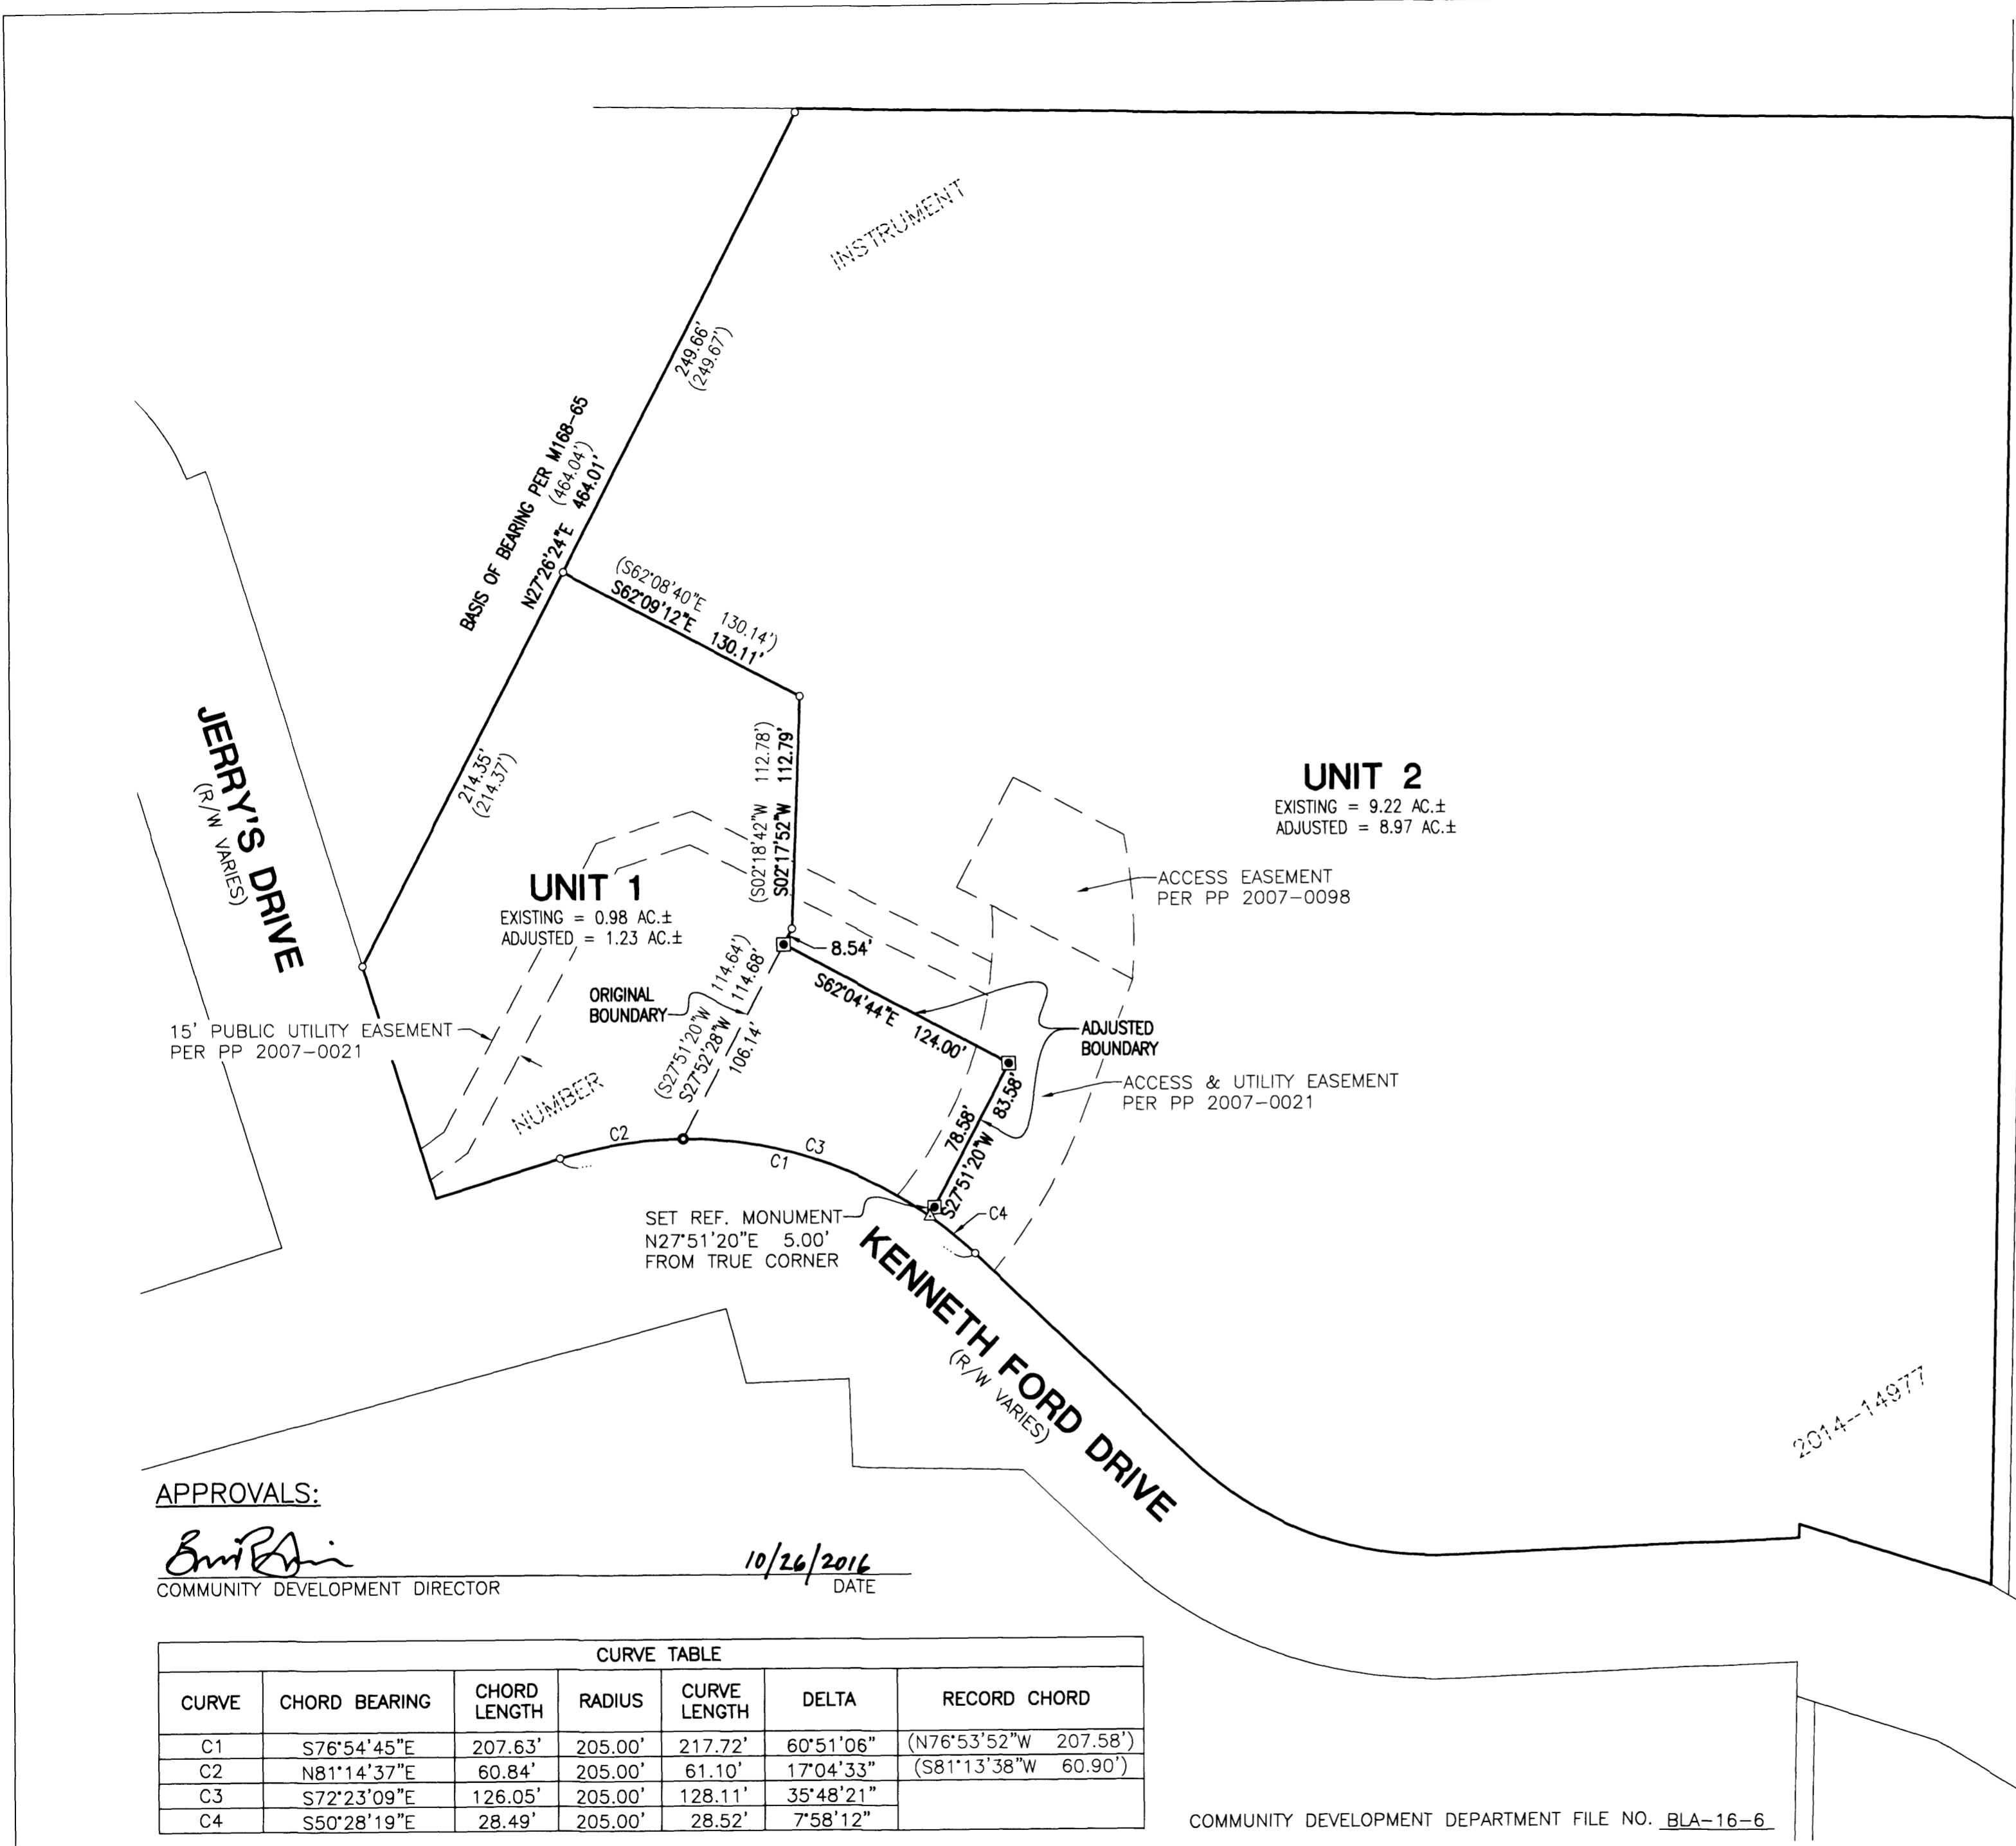 INSTRUMENT
249.66'
(249.67')
BASIS OF BEARING PER M168-65
(464.04')
N27°26'24"E 464.01'
(S62°08'40"E 130.14')
S62°09'12"E 130.11'
JERRY'S DRIVE
(R/W VARIES)
214.35'
(214.37')
(S02°18'42"W 112.78')
S02°17'52"W 112.79'
UNIT 2
EXISTING = 9.22 AC.±
ADJUSTED = 8.97 AC.±
ACCESS EASEMENT
PER PP 2007-0098
UNIT 1
EXISTING = 0.98 AC.±
ADJUSTED = 1.23 AC.±
8.54'
ORIGINAL
BOUNDARY
(S27°51'20"W 114.64')
S27°52'28"W 114.68'
106.14'
S62°04'44"E 124.00'
ADJUSTED
BOUNDARY
15' PUBLIC UTILITY EASEMENT
PER PP 2007-0021
ACCESS & UTILITY EASEMENT
PER PP 2007-0021
NUMBER
78.58'
S27°51'20"W 83.58'
C2
C3
C1
C4
SET REF. MONUMENT
N27°51'20"E 5.00'
FROM TRUE CORNER
KENNETH FORD DRIVE
(R/W VARIES)
2014-14977
APPROVALS:
10/26/2016
COMMUNITY DEVELOPMENT DIRECTOR DATE
CURVE TABLE
CURVE CHORD BEARING CHORD LENGTH RADIUS CURVE LENGTH DELTA RECORD CHORD
C1 S76°54'45"E 207.63' 205.00' 217.72' 60°51'06" (N76°53'52"W 207.58')
C2 N81°14'37"E 60.84' 205.00' 61.10' 17°04'33" (S81°13'38"W 60.90')
C3 S72°23'09"E 126.05' 205.00' 128.11' 35°48'21"
C4 S50°28'19"E 28.49' 205.00' 28.52' 7°58'12"
COMMUNITY DEVELOPMENT DEPARTMENT FILE NO. BLA-16-6